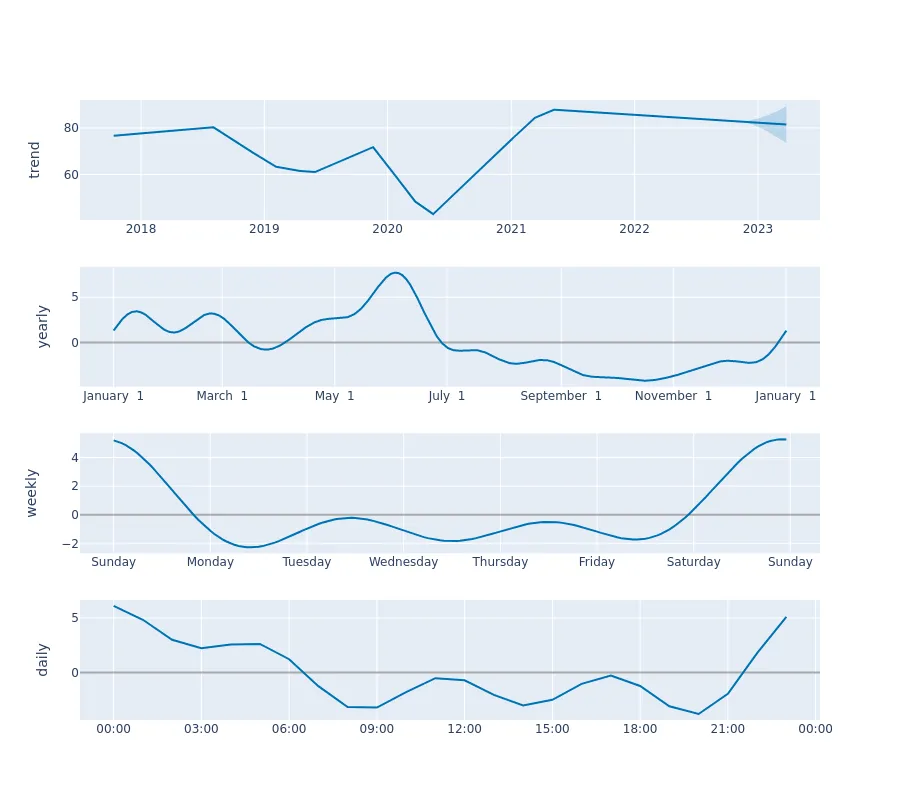 trend
80
60
2018 2019 2020 2021 2022 2023
yearly
5
0
January 1 March 1 May 1 July 1 September 1 November 1 January 1
weekly
4
2
0
−2
Sunday Monday Tuesday Wednesday Thursday Friday Saturday Sunday
daily
5
0
00:00 03:00 06:00 09:00 12:00 15:00 18:00 21:00 00:00